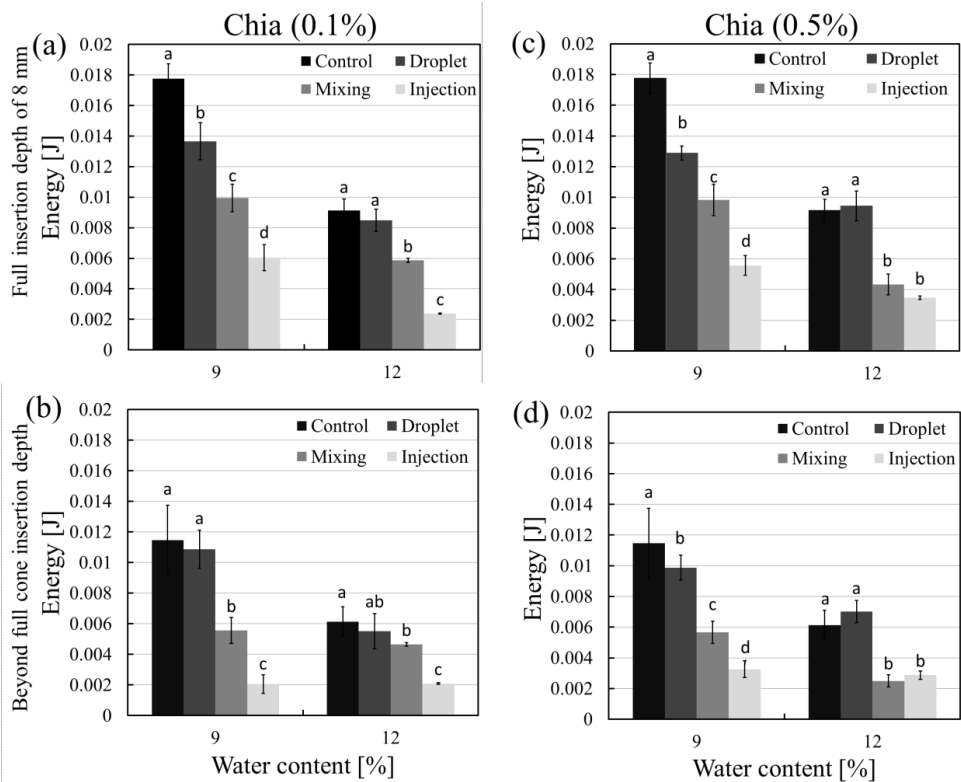 Chia (0.1%)
(a)
Full insertion depth of 8 mm
Energy [J]
0.02
0.018
0.016
0.014
0.012
0.01
0.008
0.006
0.004
0.002
0
Control Droplet
Mixing Injection
a
b
c
d
a
a
b
c
9 12
Chia (0.5%)
(c)
Energy [J]
0.02
0.018
0.016
0.014
0.012
0.01
0.008
0.006
0.004
0.002
0
Control Droplet
Mixing Injection
a
b
c
d
a
a
b
b
9 12
(b)
Beyond full cone insertion depth
Energy [J]
0.02
0.018
0.016
0.014
0.012
0.01
0.008
0.006
0.004
0.002
0
Control Droplet
Mixing Injection
a
a
b
c
a
ab
b
c
9 12
Water content [%]
(d)
Energy [J]
0.02
0.018
0.016
0.014
0.012
0.01
0.008
0.006
0.004
0.002
0
Control Droplet
Mixing Injection
a
b
c
d
a
a
b
b
9 12
Water content [%]